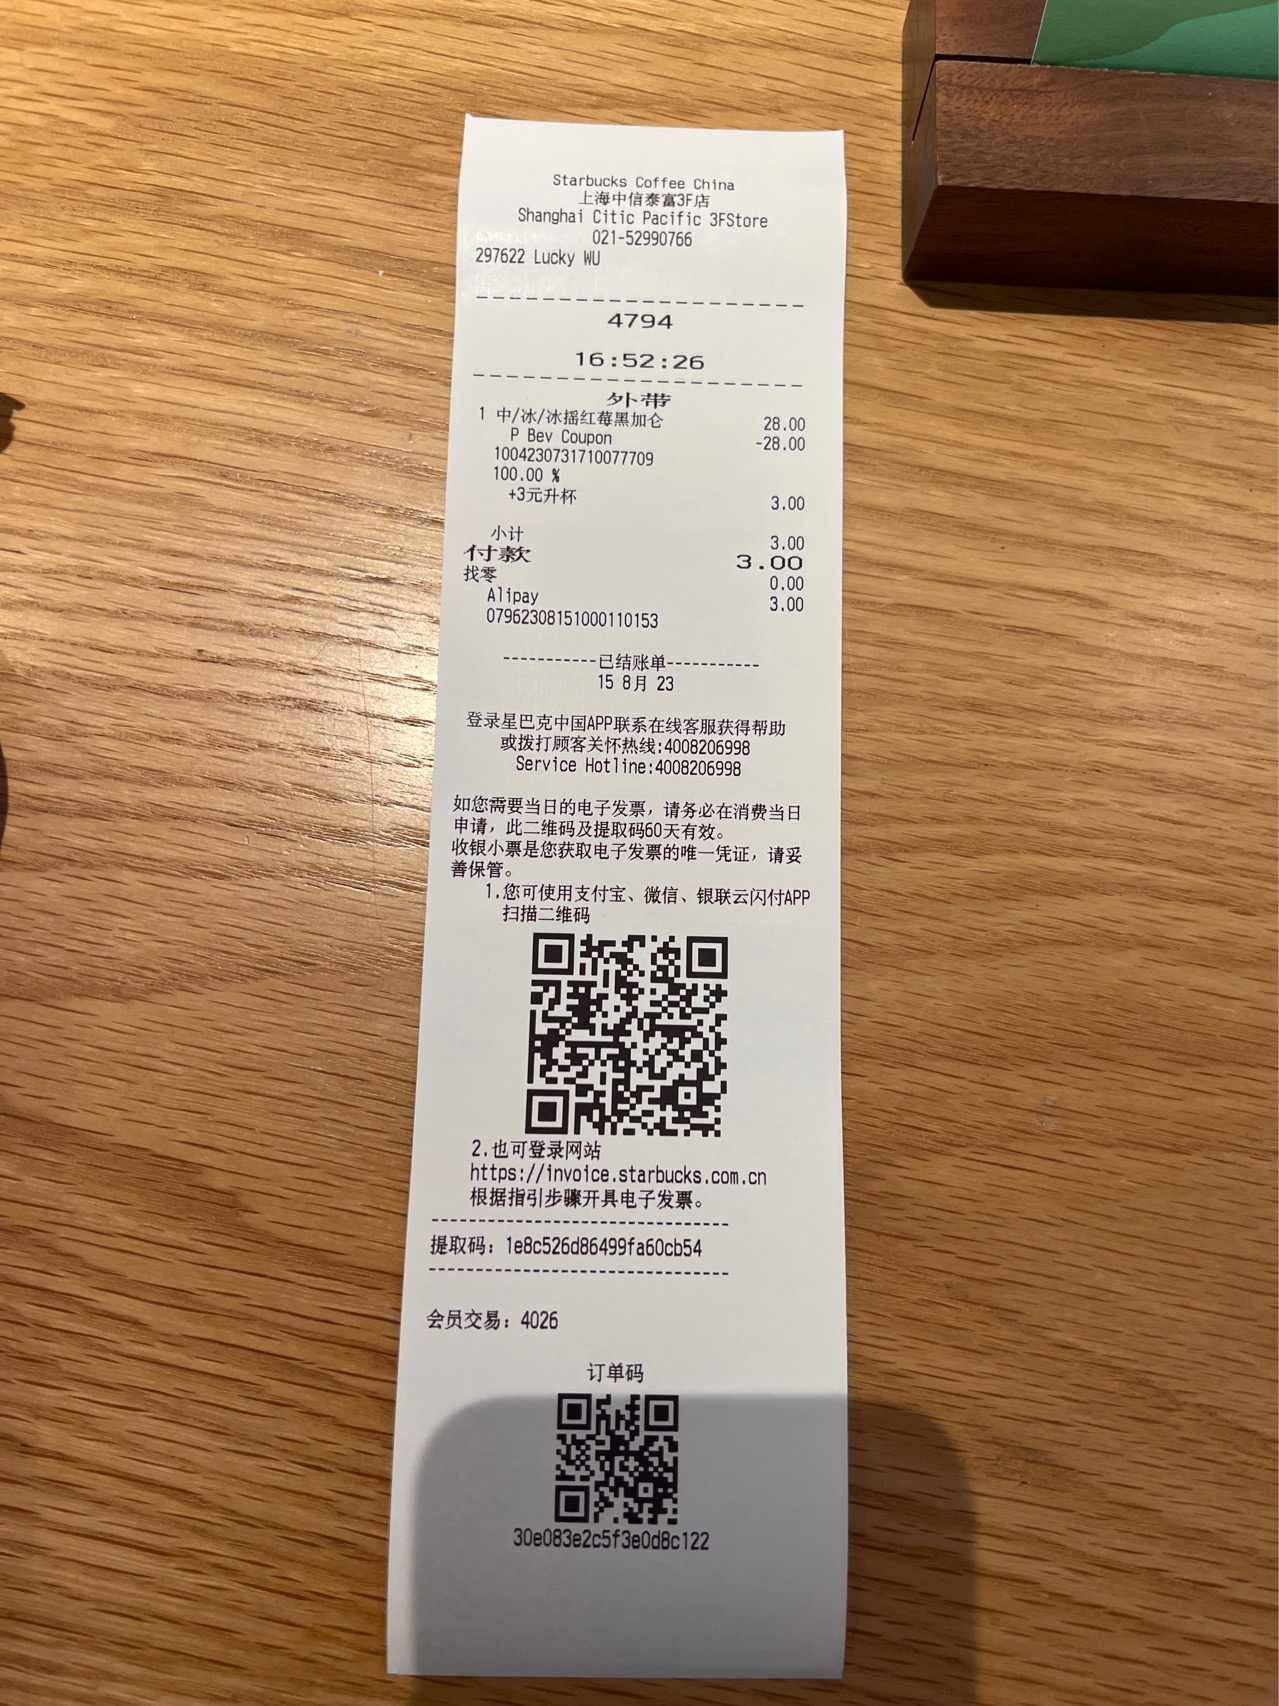 Starbucks Coffee China
上海中信泰富3F店
Shanghai Citic Pacific 3FStore
021-52990766
297622 Lucky WU
4794
16:52:26
外带
1 中/冰/冰摇红莓黑加仑 28.00
P Bev Coupon -28.00
1004230731710077709
100.00 %
+3元升杯 3.00
小计 3.00
付款 3.00
找零 0.00
Alipay 3.00
07962308151000110153
-----------已结账单-----------
15 8月 23
登录星巴克中国APP联系在线客服获得帮助
或拨打顾客关怀热线:4008206998
Service Hotline:4008206998
如您需要当日的电子发票，请务必在消费当日
申请，此二维码及提取码60天有效。
收银小票是您获取电子发票的唯一凭证，请妥
善保管。
1.您可使用支付宝、微信、银联云闪付APP
扫描二维码
2.也可登录网站
https://invoice.starbucks.com.cn
根据指引步骤开具电子发票。
提取码：1e8c526d86499fa60cb54
会员交易：4026
订单码
30e083e2c5f3e0d8c122